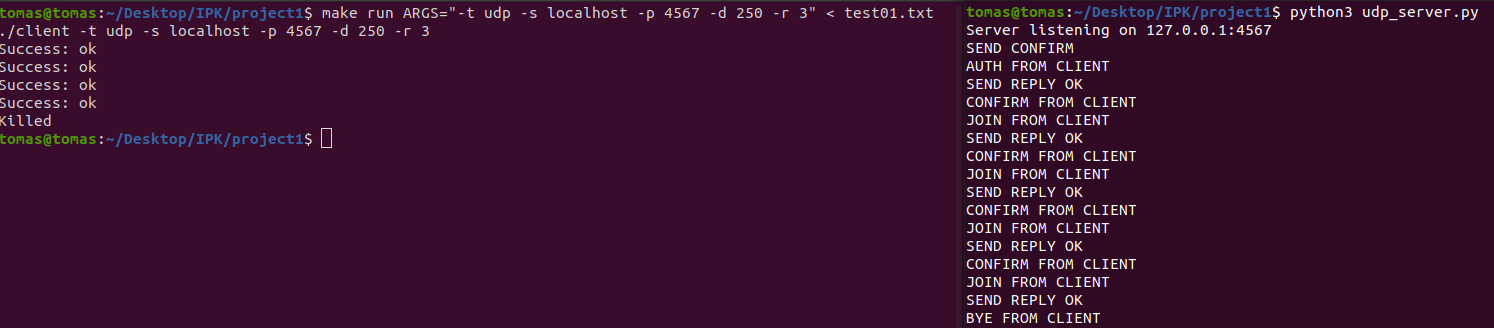 tomas@tomas:~/Desktop/IPK/project1$ make run ARGS="-t udp -s localhost -p 4567 -d 250 -r 3" < test01.txt
./client -t udp -s localhost -p 4567 -d 250 -r 3
Success: ok
Success: ok
Success: ok
Success: ok
Killed
tomas@tomas:~/Desktop/IPK/project1$
tomas@tomas:~/Desktop/IPK/project1$ python3 udp_server.py
Server listening on 127.0.0.1:4567
SEND CONFIRM
AUTH FROM CLIENT
SEND REPLY OK
CONFIRM FROM CLIENT
JOIN FROM CLIENT
SEND REPLY OK
CONFIRM FROM CLIENT
JOIN FROM CLIENT
SEND REPLY OK
CONFIRM FROM CLIENT
JOIN FROM CLIENT
SEND REPLY OK
CONFIRM FROM CLIENT
JOIN FROM CLIENT
SEND REPLY OK
BYE FROM CLIENT